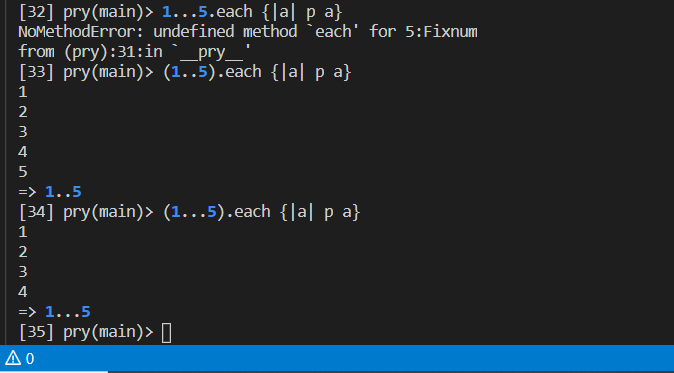 [32] pry(main)> 1...5.each {|a| p a}
NoMethodError: undefined method `each' for 5:Fixnum
from (pry):31:in `__pry__'
[33] pry(main)> (1..5).each {|a| p a}
1
2
3
4
5
=> 1..5
[34] pry(main)> (1...5).each {|a| p a}
1
2
3
4
=> 1...5
[35] pry(main)>
0